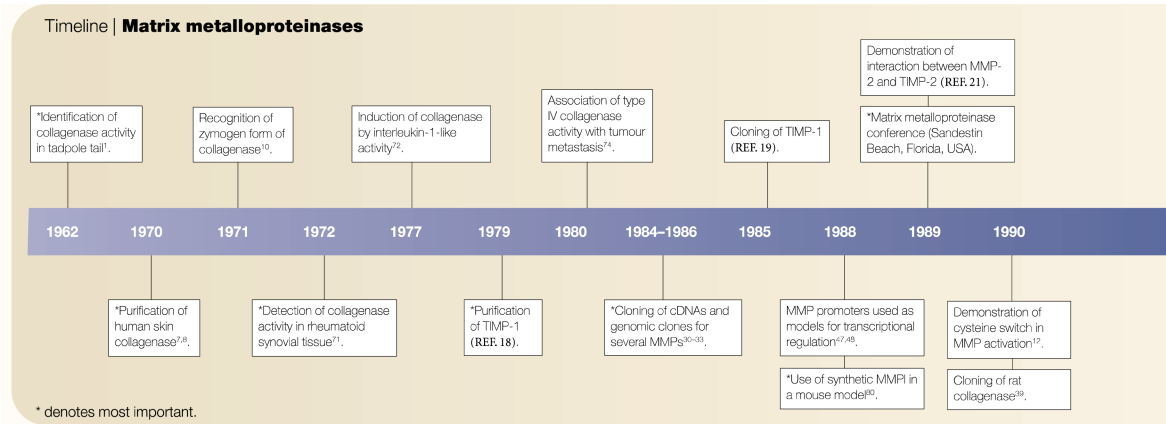 Timeline | Matrix metalloproteinases
*Identification of
collagenase activity
in tadpole tail1.
Recognition of
zymogen form of
collagenase10.
Induction of collagenase
by interleukin-1-like
activity72.
Association of type
IV collagenase
activity with tumour
metastasis74.
Cloning of TIMP-1
(REF. 19).
Demonstration of
interaction between MMP-
2 and TIMP-2 (REF. 21).
*Matrix metalloproteinase
conference (Sandestin
Beach, Florida, USA).
1962 1970 1971 1972 1977 1979 1980 1984–1986 1985 1988 1989 1990
*Purification of
human skin
collagenase7,8.
*Detection of collagenase
activity in rheumatoid
synovial tissue71.
*Purification
of TIMP-1
(REF. 18).
*Cloning of cDNAs and
genomic clones for
several MMPs30–33.
MMP promoters used as
models for transcriptional
regulation47,48.
*Use of synthetic MMPI in
a mouse model80.
Demonstration of
cysteine switch in
MMP activation12.
Cloning of rat
collagenase39.
* denotes most important.